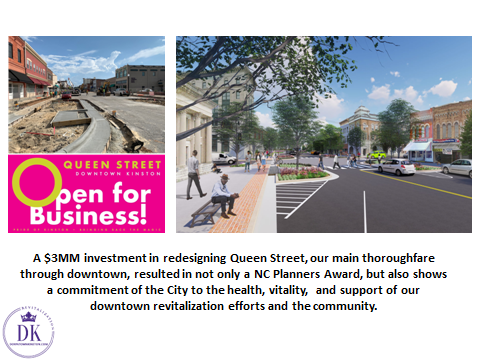 QUEEN STREET
DOWNTOWN KINSTON
Open for
Business!
A $3MM investment in redesigning Queen Street, our main thoroughfare
through downtown, resulted in not only a NC Planners Award, but also shows
a commitment of the City to the health, vitality,  and support of our
downtown revitalization efforts and the community.
DK